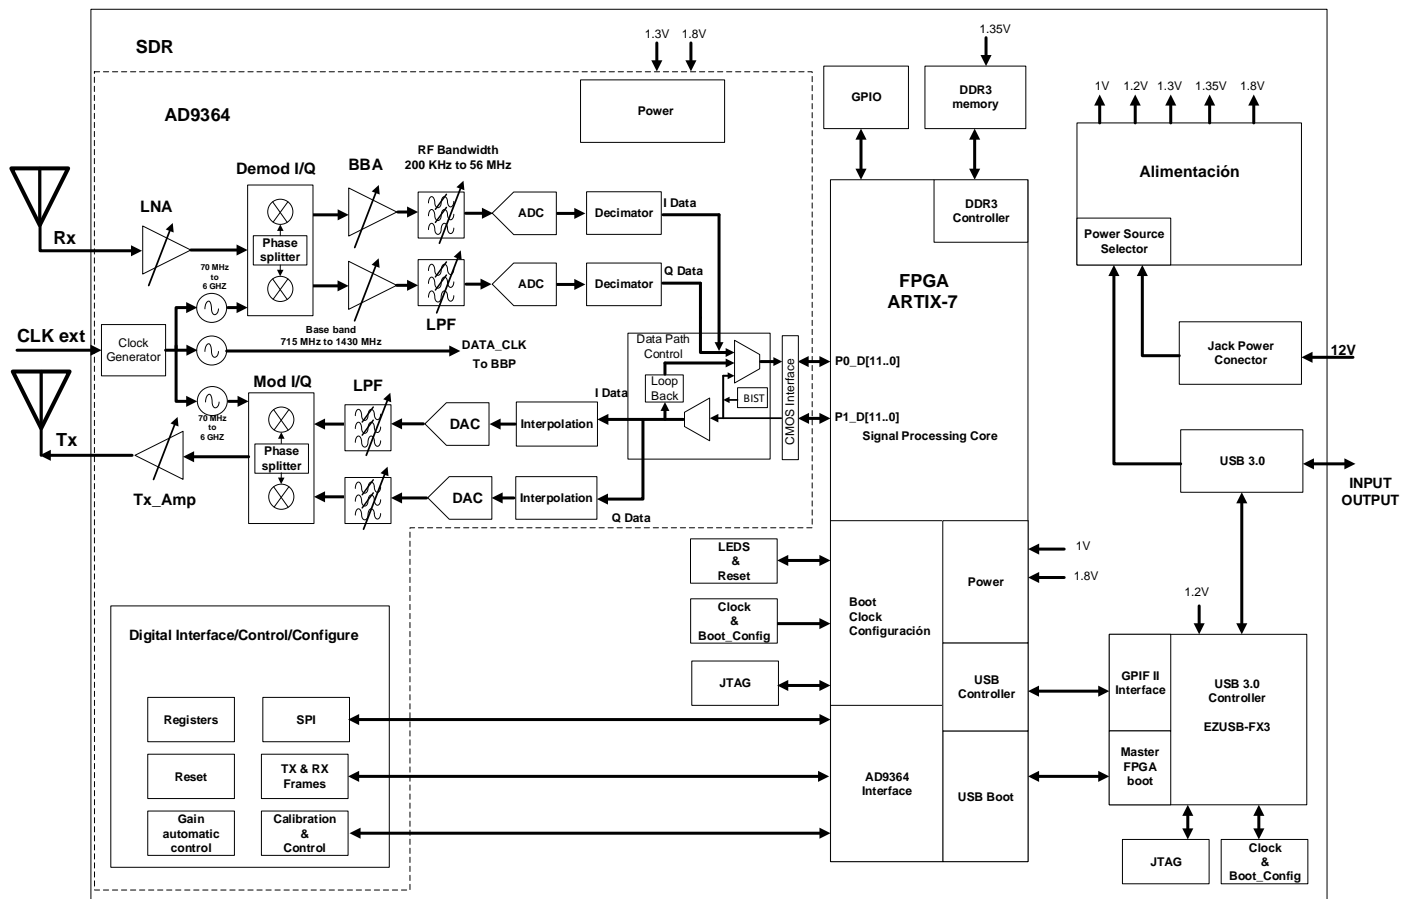 SDR
1.3V
1.8V
1.35V
AD9364
Power
GPIO
DDR3
memory
1V
1.2V
1.3V
1.35V
1.8V
Alimentación
Power Source
Selector
RF Bandwidth
200 KHz to 56 MHz
Demod I/Q
BBA
LNA
Rx
Phase
splitter
ADC
Decimator
I Data
ADC
Decimator
Q Data
LPF
70 MHz
to
6 GHZ
DDR3
Controller
FPGA
ARTIX-7
CLK ext
Clock
Generator
Base band
715 MHz to 1430 MHz
DATA_CLK
To BBP
Data Path
Control
Loop
Back
BIST
CMOS Interface
P0_D[11..0]
P1_D[11..0]
Signal Processing Core
Jack Power
Conector
12V
Mod I/Q
LPF
I Data
70 MHz
to
6 GHZ
Tx
Phase
splitter
DAC
Interpolation
Tx_Amp
DAC
Interpolation
Q Data
USB 3.0
INPUT
OUTPUT
LEDS
&
Reset
Clock
&
Boot_Config
JTAG
Boot
Clock
Configuración
Power
1V
1.8V
USB
Controller
AD9364
Interface
USB Boot
1.2V
GPIF II
Interface
Master
FPGA
boot
USB 3.0
Controller
EZUSB-FX3
JTAG
Clock
&
Boot_Config
Digital Interface/Control/Configure
Registers
SPI
Reset
TX & RX
Frames
Gain
automatic
control
Calibration
&
Control